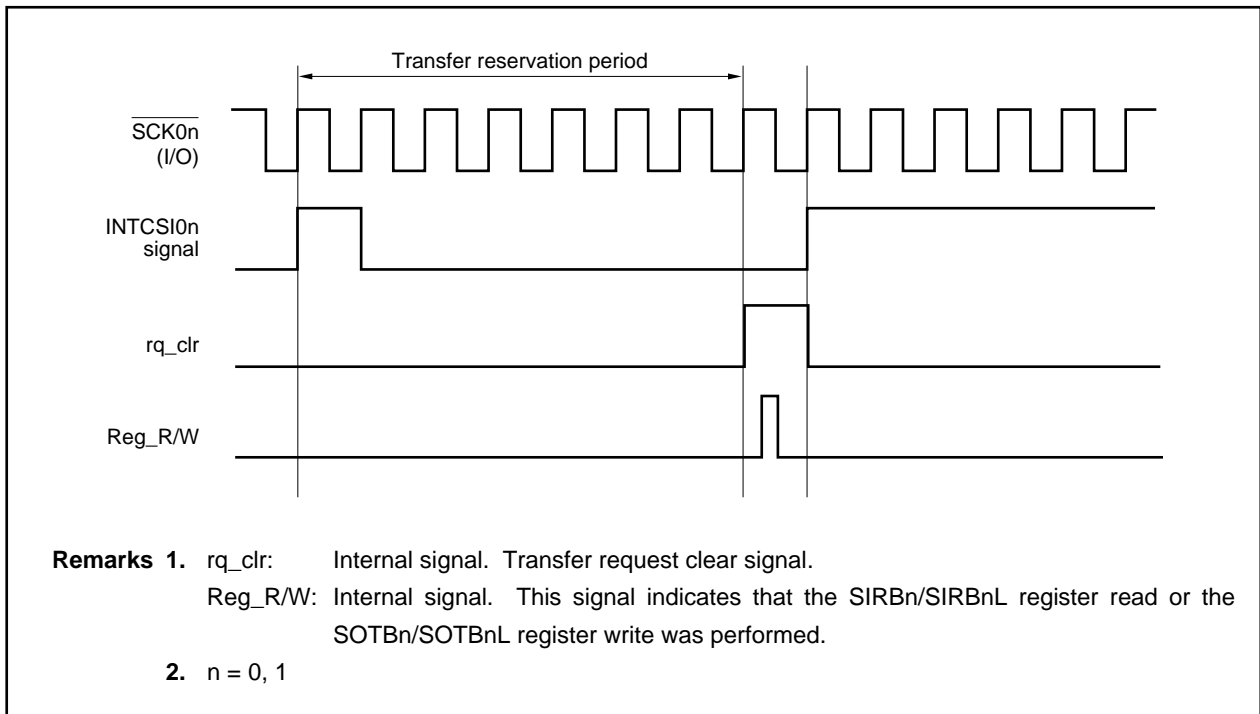 Transfer reservation period
SCK0n
(I/O)
INTCSI0n
signal
rq_clr
Reg_R/W
Remarks 1. rq_clr: Internal signal. Transfer request clear signal.
Reg_R/W: Internal signal. This signal indicates that the SIRBn/SIRBnL register read or the
SOTBn/SOTBnL register write was performed.
2. n = 0, 1